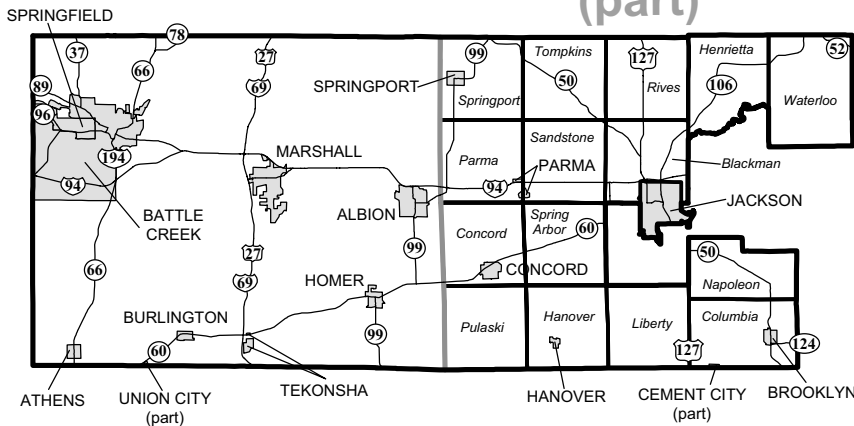 (part)
SPRINGFIELD
78
37
66
27
99
Tompkins
127
Henrietta
52
89
69
SPRINGPORT
50
106
96
Springport
Rives
Waterloo
194
MARSHALL
Parma
Sandstone
PARMA
Blackman
94
ALBION
94
JACKSON
BATTLE
CREEK
99
Concord
Spring
Arbor
60
66
27
50
69
HOMER
CONCORD
Napoleon
BURLINGTON
99
Pulaski
Hanover
Liberty
Columbia
60
127
124
ATHENS
UNION CITY
(part)
TEKONSHA
HANOVER
CEMENT CITY
(part)
BROOKLYN